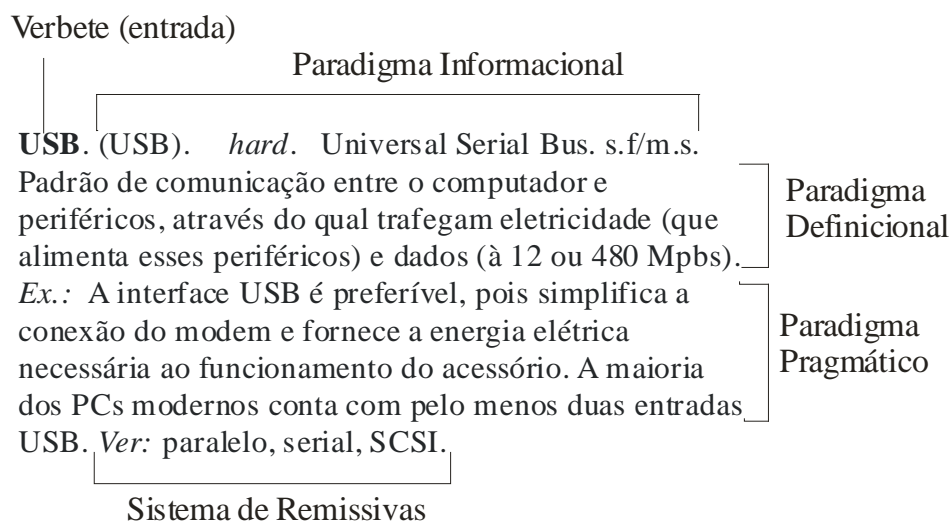 Verbete (entrada)
Paradigma Informacional
USB. (USB). hard. Universal Serial Bus. s.f/m.s.
Padrão de comunicação entre o computador e
periféricos, através do qual trafegam eletricidade (que
alimenta esses periféricos) e dados (à 12 ou 480 Mpbs).
Paradigma
Definicional
Ex.: A interface USB é preferível, pois simplifica a
conexão do modem e fornece a energia elétrica
necessária ao funcionamento do acessório. A maioria
dos PCs modernos conta com pelo menos duas entradas
USB. Ver: paralelo, serial, SCSI.
Paradigma
Pragmático
Sistema de Remissivas